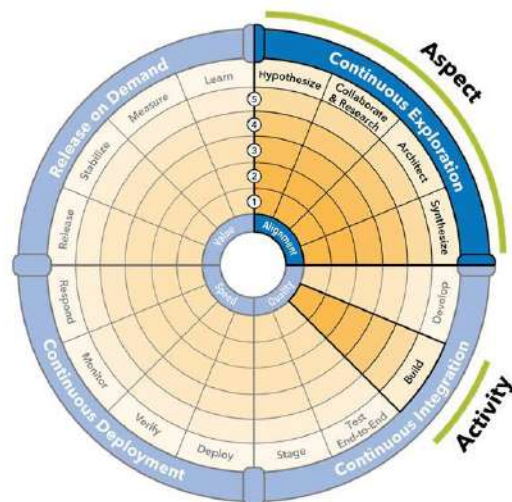 Aspect
Continuous Exploration
Hypothesize
Collaborate
& Research
Architect
Synthesize
Release on Demand
Release
Stabilize
Measure
Learn
5
4
3
2
1
Value
Alignment
Speed
Quality
Develop
Build
Test
End-to-End
Stage
Continuous Integration
Activity
Respond
Monitor
Verify
Deploy
Continuous Deployment